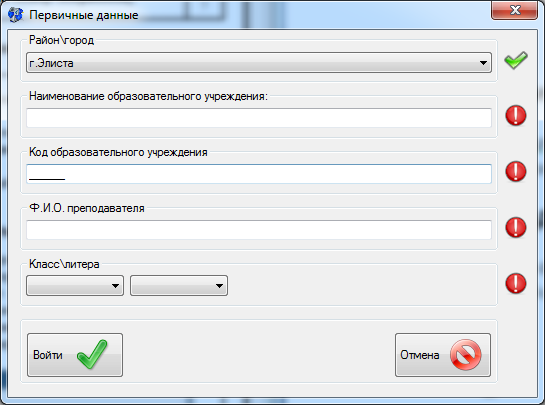 Первичные данные
Район\город
г.Элиста
Наименование образовательного учреждения:
Код образовательного учреждения
______
Ф.И.О. преподавателя
Класс\литера
Войти
Отмена